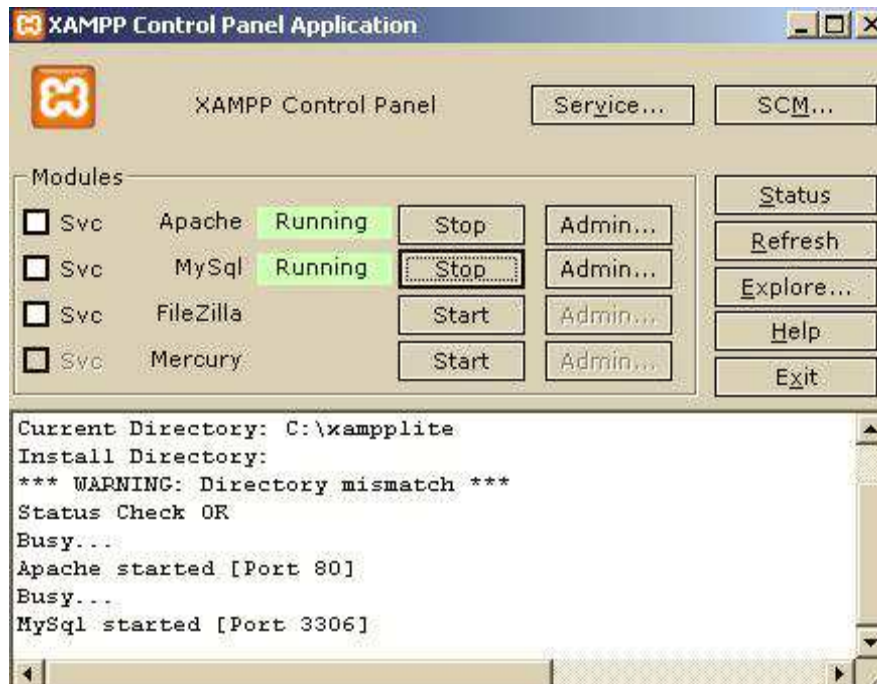 XAMPP Control Panel Application
XAMPP Control Panel Service... SCM...
Modules
Status
Svc Apache Running Stop Admin...
Refresh
Svc MySql Running Stop Admin...
Explore...
Svc FileZilla Start Admin...
Help
Svc Mercury Start Admin...
Exit
Current Directory: C:\xampplite
Install Directory:
*** WARNING: Directory mismatch ***
Status Check OK
Busy...
Apache started [Port 80]
Busy...
MySql started [Port 3306]